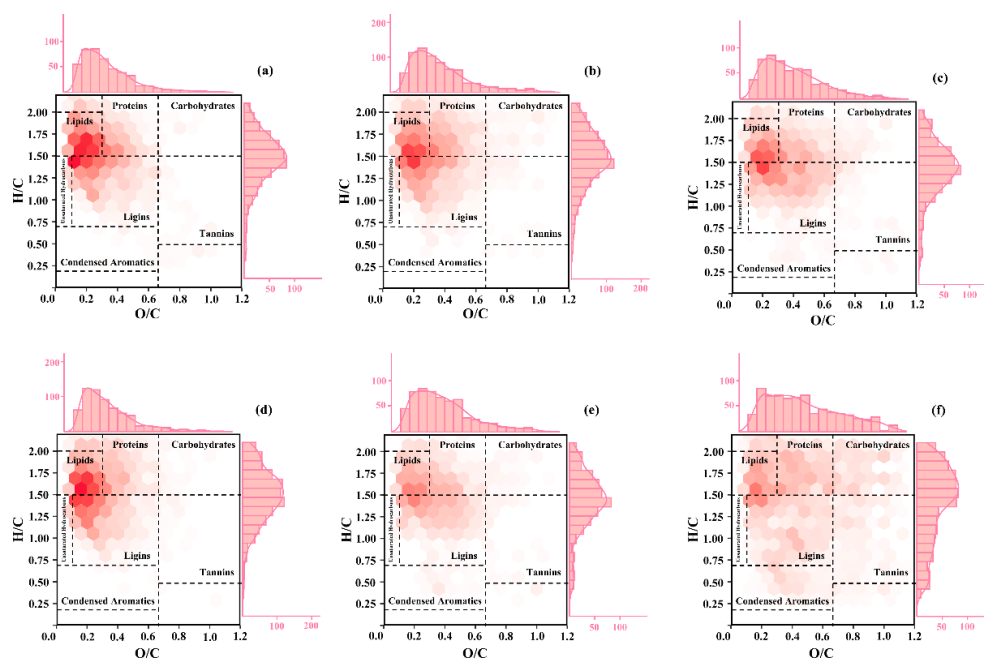 100
50
(a)
2.00
1.75
1.50
1.25
1.00
0.75
0.50
0.25
H/C
Proteins
Carbohydrates
Lipids
Unsaturated Hydrocarbons
Ligins
Tannins
Condensed Aromatics
0.0 0.2 0.4 0.6 0.8 1.0 1.2
O/C
50 100
200
100
(b)
2.00
1.75
1.50
1.25
1.00
0.75
0.50
0.25
H/C
Proteins
Carbohydrates
Lipids
Unsaturated Hydrocarbons
Ligins
Tannins
Condensed Aromatics
0.0 0.2 0.4 0.6 0.8 1.0 1.2
O/C
100 200
100
50
(c)
2.00
1.75
1.50
1.25
1.00
0.75
0.50
0.25
H/C
Proteins
Carbohydrates
Lipids
Unsaturated Hydrocarbons
Ligins
Tannins
Condensed Aromatics
0.0 0.2 0.4 0.6 0.8 1.0 1.2
O/C
50 100
200
100
(d)
2.00
1.75
1.50
1.25
1.00
0.75
0.50
0.25
H/C
Proteins
Carbohydrates
Lipids
Unsaturated Hydrocarbons
Ligins
Tannins
Condensed Aromatics
0.0 0.2 0.4 0.6 0.8 1.0 1.2
O/C
100 200
100
50
(e)
2.00
1.75
1.50
1.25
1.00
0.75
0.50
0.25
H/C
Proteins
Carbohydrates
Lipids
Unsaturated Hydrocarbons
Ligins
Tannins
Condensed Aromatics
0.0 0.2 0.4 0.6 0.8 1.0 1.2
O/C
50 100
100
50
(f)
2.00
1.75
1.50
1.25
1.00
0.75
0.50
0.25
H/C
Proteins
Carbohydrates
Lipids
Unsaturated Hydrocarbons
Ligins
Tannins
Condensed Aromatics
0.0 0.2 0.4 0.6 0.8 1.0 1.2
O/C
50 100